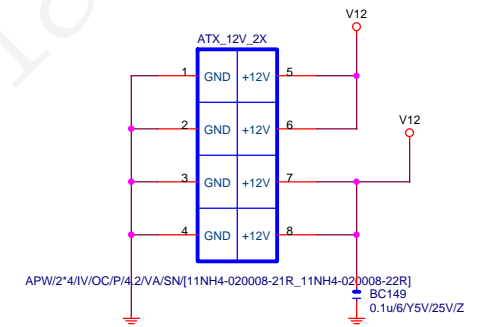 V12
ATX_12V_2X
1 GND +12V 5
2 GND +12V 6
V12
3 GND +12V 7
4 GND +12V 8
APW/2*4/IV/OC/P/4.2/VA/SN/[11NH4-020008-21R_11NH4-020008-22R]
BC149
0.1u/6/Y5V/25V/Z